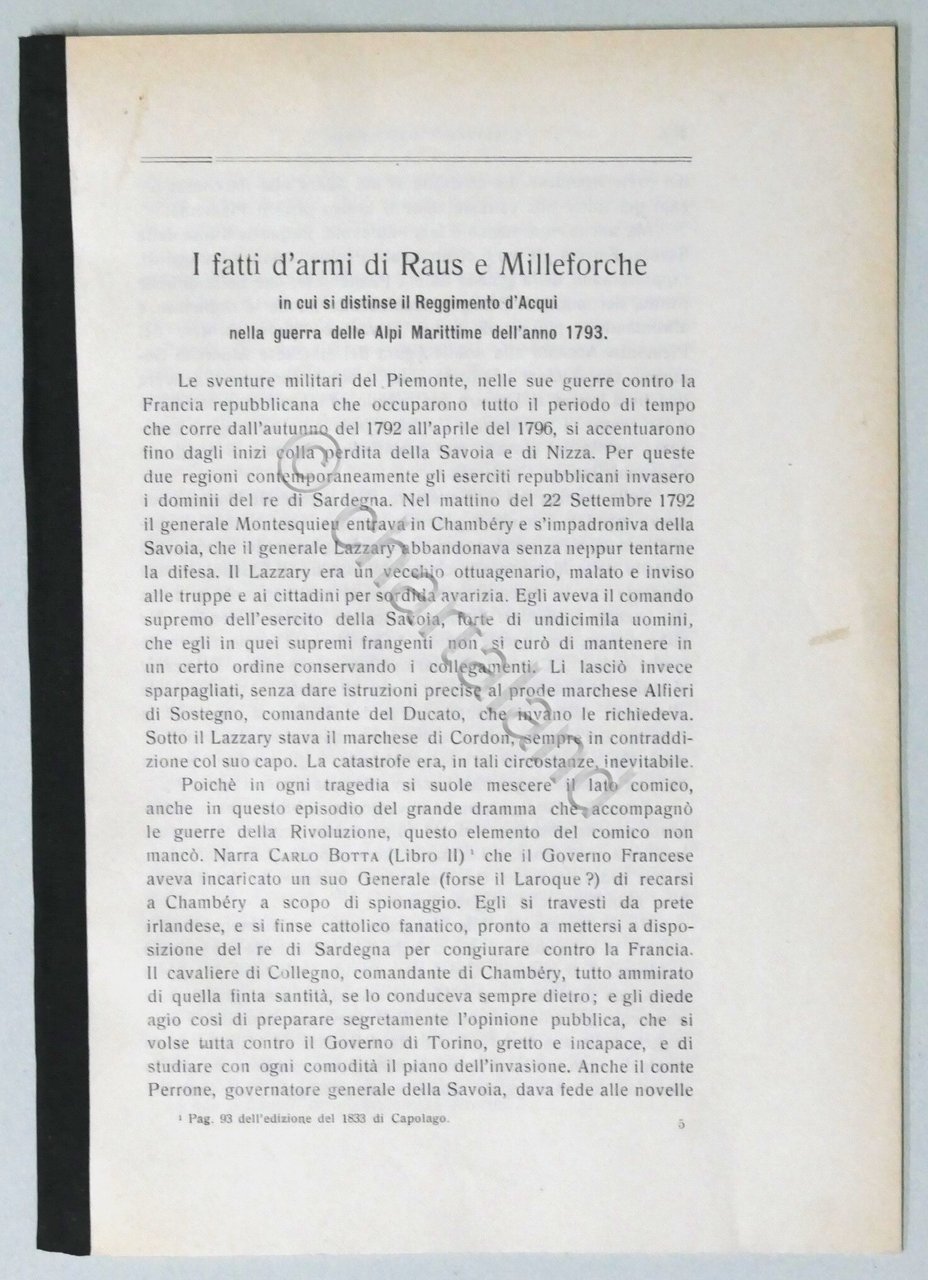 I fatti d'armi di Raus e Milleforche
in cui si distinse il Reggimento d'Acqui
nella guerra delle Alpi Marittime dell'anno 1793.
Le sventure militari del Piemonte, nelle sue guerre contro la
Francia repubblicana che occuparono tutto il periodo di tempo
che corre dall'autunno del 1792 all'aprile del 1796, si accentuarono
fino dagli inizi colla perdita della Savoia e di Nizza. Per queste
due regioni contemporaneamente gli eserciti repubblicani invasero
i dominii del re di Sardegna. Nel mattino del 22 Settembre 1792
il generale Montesquieu entrava in Chambéry e s'impadroniva della
Savoia, che il generale Lazzary abbandonava senza neppur tentarne
la difesa. Il Lazzary era un vecchio ottuagenario, malato e inviso
alle truppe e ai cittadini per sordida avarizia. Egli aveva il comando
supremo dell'esercito della Savoia, forte di undicimila uomini,
che egli in quei supremi frangenti non si curò di mantenere in
un certo ordine conservando i collegamenti. Li lasciò invece
sparpagliati, senza dare istruzioni precise al prode marchese Alfieri
di Sostegno, comandante del Ducato, che invano le richiedeva.
Sotto il Lazzary stava il marchese di Cordon, sempre in contraddi-
zione col suo capo. La catastrofe era, in tali circostanze, inevitabile.
Poichè in ogni tragedia si suole mescere il lato comico,
anche in questo episodio del grande dramma che accompagnò
le guerre della Rivoluzione, questo elemento del comico non
mancò. Narra CARLO BOTTA (Libro II) ¹ che il Governo Francese
aveva incaricato un suo Generale (forse il Laroque?) di recarsi
a Chambéry a scopo di spionaggio. Egli si travestì da prete
irlandese, e si finse cattolico fanatico, pronto a mettersi a dispo-
sizione del re di Sardegna per congiurare contro la Francia.
Il cavaliere di Collegno, comandante di Chambéry, tutto ammirato
di quella finta santità, se lo conduceva sempre dietro; e gli diede
agio così di preparare segretamente l'opinione pubblica, che si
volse tutta contro il Governo di Torino, gretto e incapace, e di
studiare con ogni comodità il piano dell'invasione. Anche il conte
Perrone, governatore generale della Savoia, dava fede alle novelle
¹ Pag. 93 dell'edizione del 1833 di Capolago.
5
© chartaland